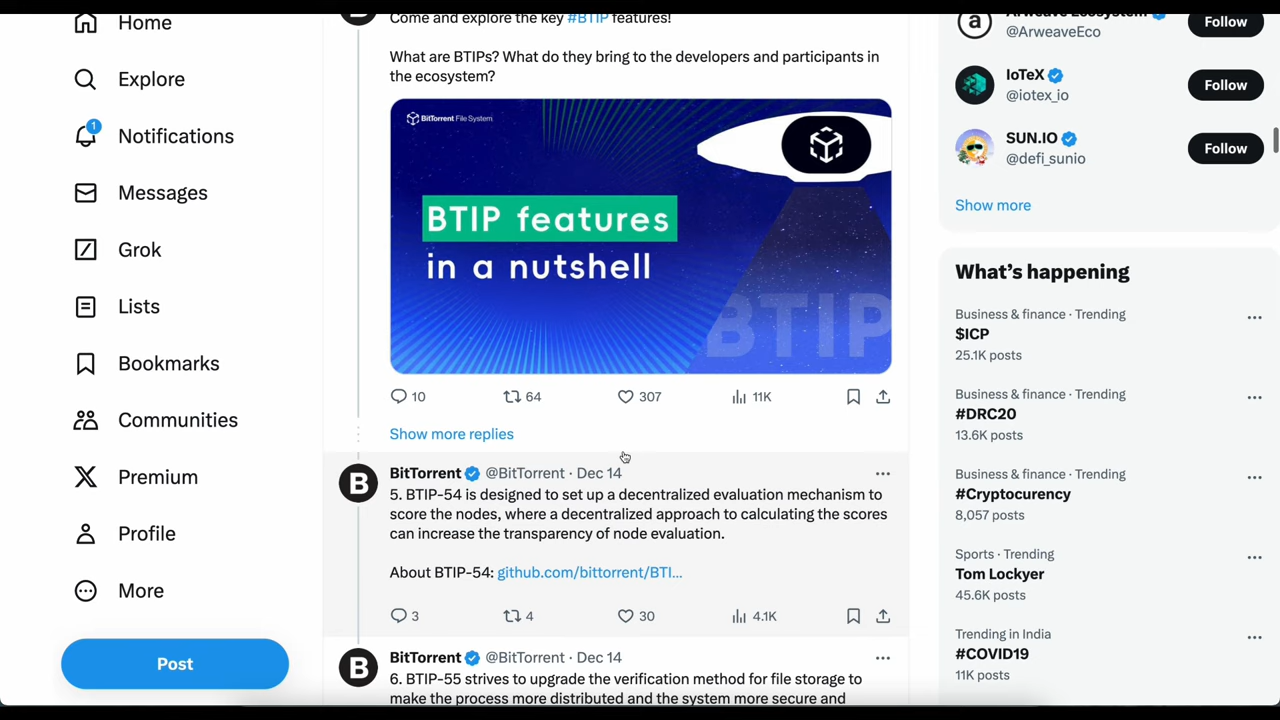 Home
Explore
1
Notifications
Messages
Grok
Lists
Bookmarks
Communities
Premium
Profile
More
Post
Come and explore the key #BTIP features!
What are BTIPs? What do they bring to the developers and participants in
the ecosystem?
BitTorrent File System
BTIP features
in a nutshell
BTIP
10
64
307
11K
Show more replies
B
BitTorrent @BitTorrent · Dec 14
5. BTIP-54 is designed to set up a decentralized evaluation mechanism to
score the nodes, where a decentralized approach to calculating the scores
can increase the transparency of node evaluation.
About BTIP-54: github.com/bittorrent/BTI...
3
4
30
4.1K
B
BitTorrent @BitTorrent · Dec 14
6. BTIP-55 strives to upgrade the verification method for file storage to
make the process more distributed and the system more secure and
a
Arweave Ecosystem
@ArweaveEco
Follow
IoTeX
@iotex_io
Follow
SUN.IO
@defi_sunio
Follow
Show more
What's happening
Business & finance · Trending
$ICP
25.1K posts
Business & finance · Trending
#DRC20
13.6K posts
Business & finance · Trending
#Cryptocurency
8,057 posts
Sports · Trending
Tom Lockyer
45.6K posts
Trending in India
#COVID19
11K posts